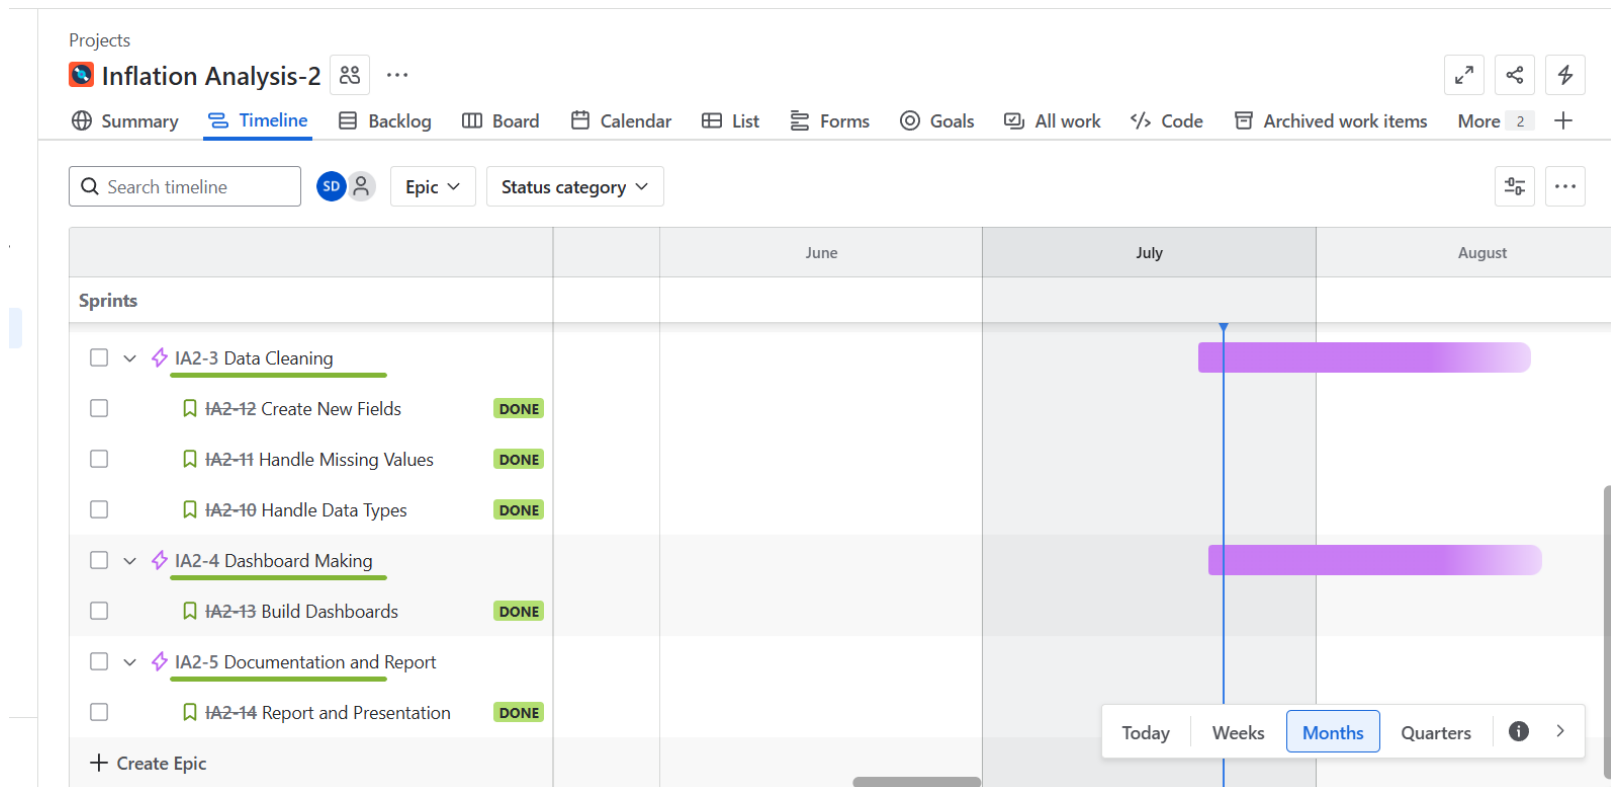 Projects
Inflation Analysis-2
Summary Timeline Backlog Board Calendar List Forms Goals All work Code Archived work items More 2
Search timeline SD Epic Status category
June July August
Sprints
IA2-3 Data Cleaning
IA2-12 Create New Fields DONE
IA2-11 Handle Missing Values DONE
IA2-10 Handle Data Types DONE
IA2-4 Dashboard Making
IA2-13 Build Dashboards DONE
IA2-5 Documentation and Report
IA2-14 Report and Presentation DONE
Today Weeks Months Quarters
Create Epic